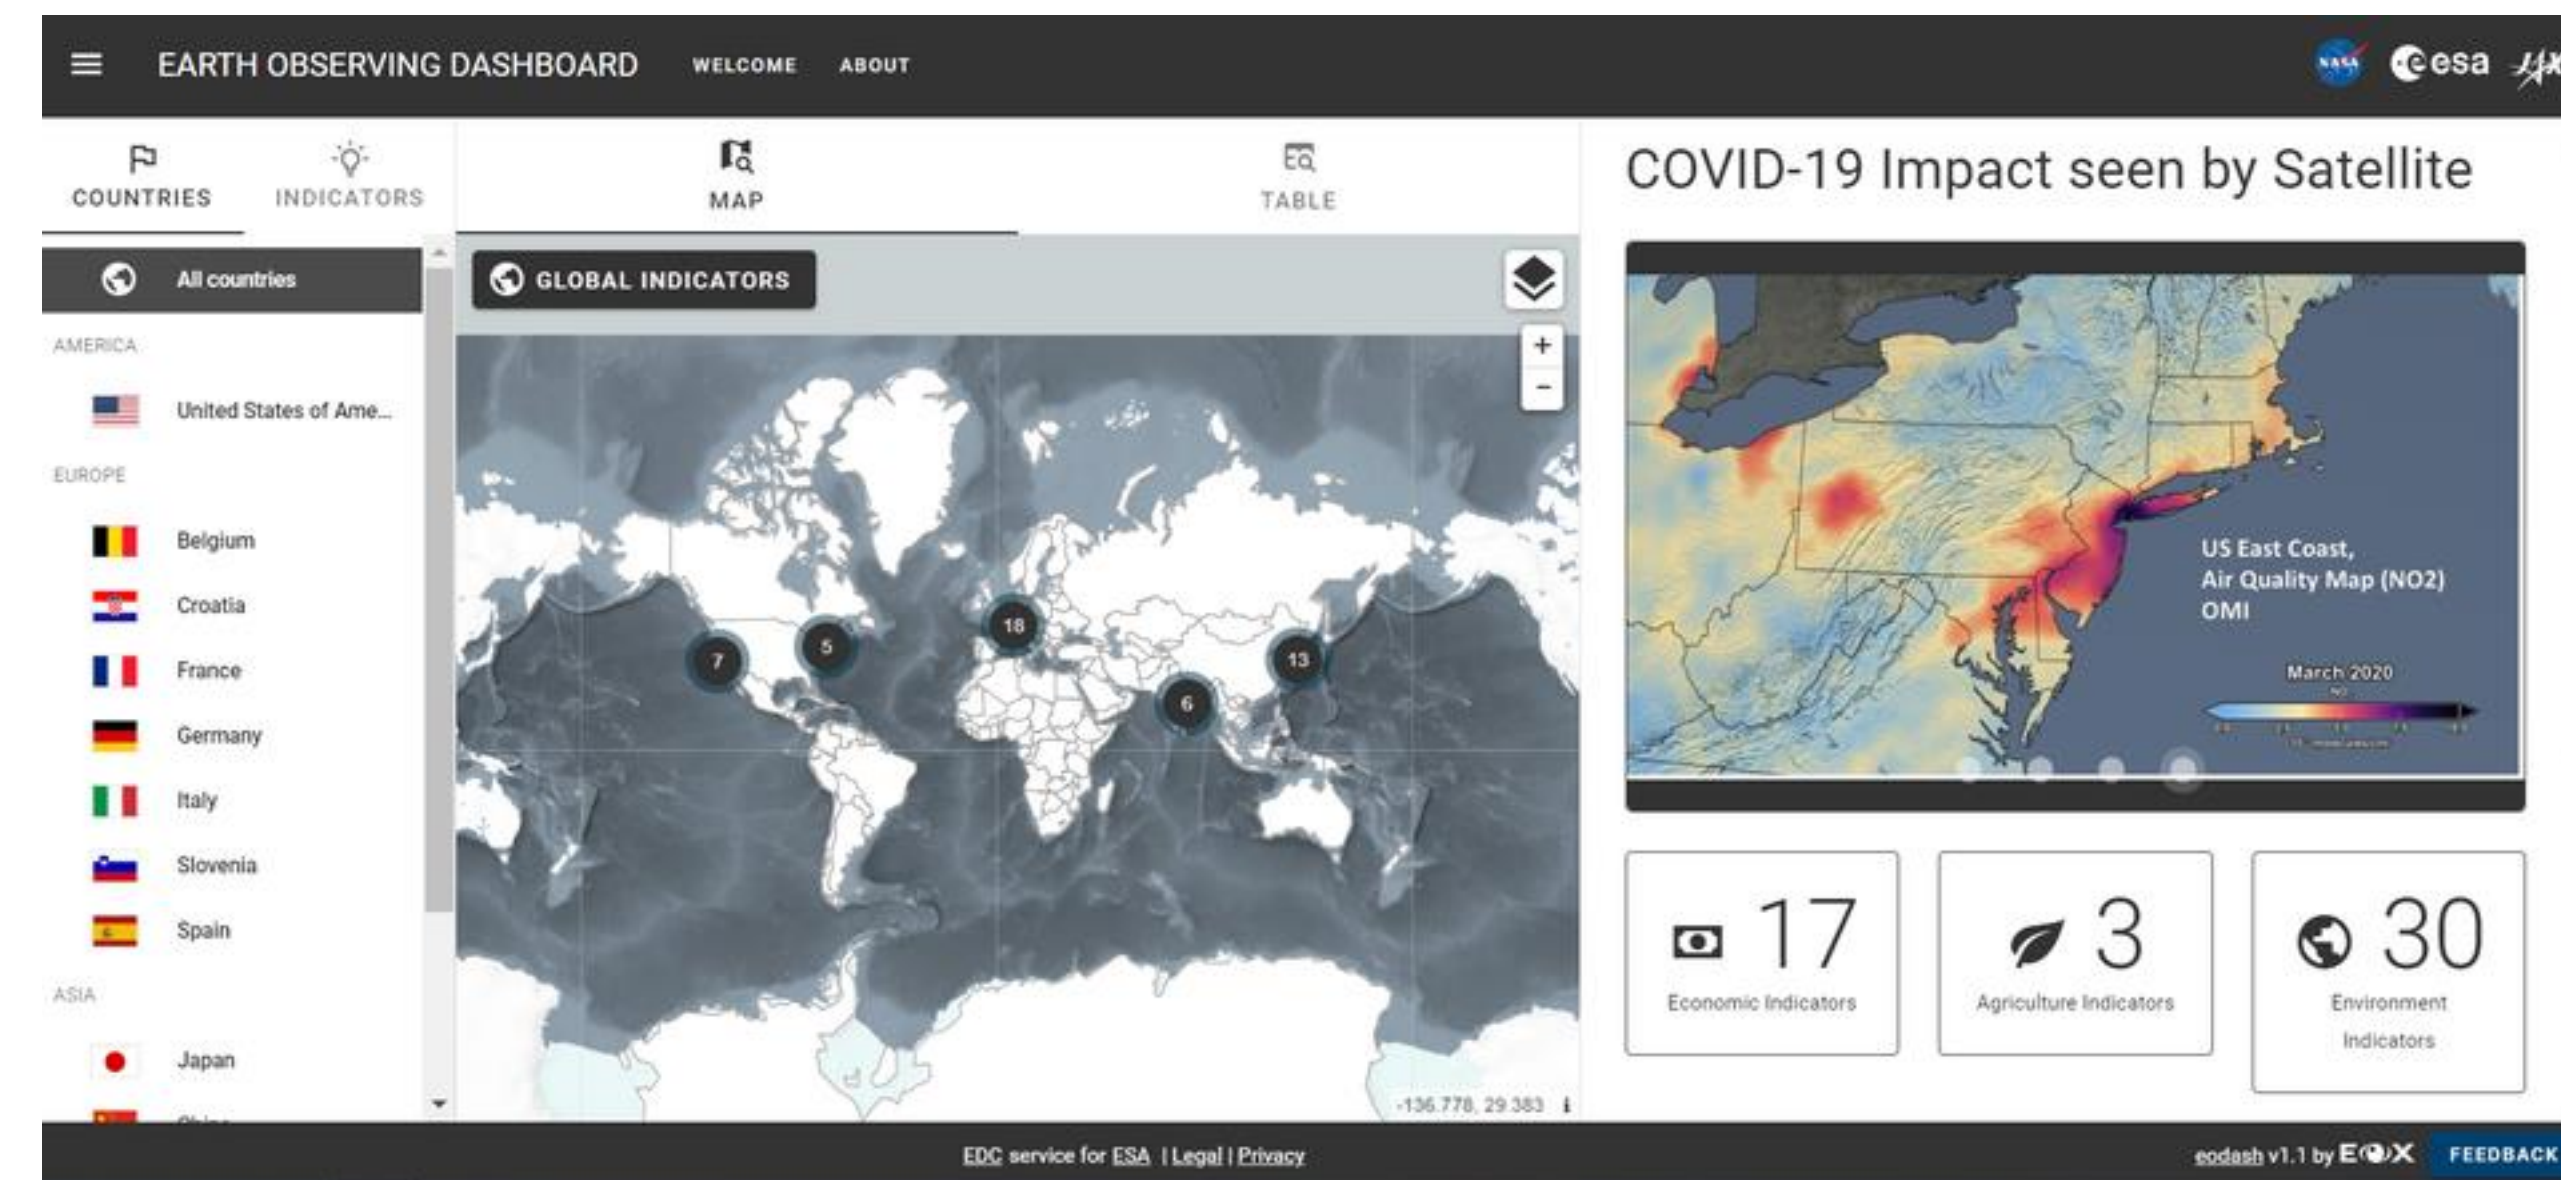 EARTH OBSERVING DASHBOARD WELCOME ABOUT
NASA esa
COUNTRIES INDICATORS
MAP
TABLE
All countries
AMERICA
United States of Ame...
EUROPE
Belgium
Croatia
France
Germany
Italy
Slovenia
Spain
ASIA
Japan
GLOBAL INDICATORS
+
−
7
5
18
13
6
-136.778, 29.383
COVID-19 Impact seen by Satellite
US East Coast,
Air Quality Map (NO2)
OMI
March 2020
17
Economic Indicators
3
Agriculture Indicators
30
Environment
Indicators
EDC service for ESA | Legal | Privacy
eodash v1.1 by EOX FEEDBACK